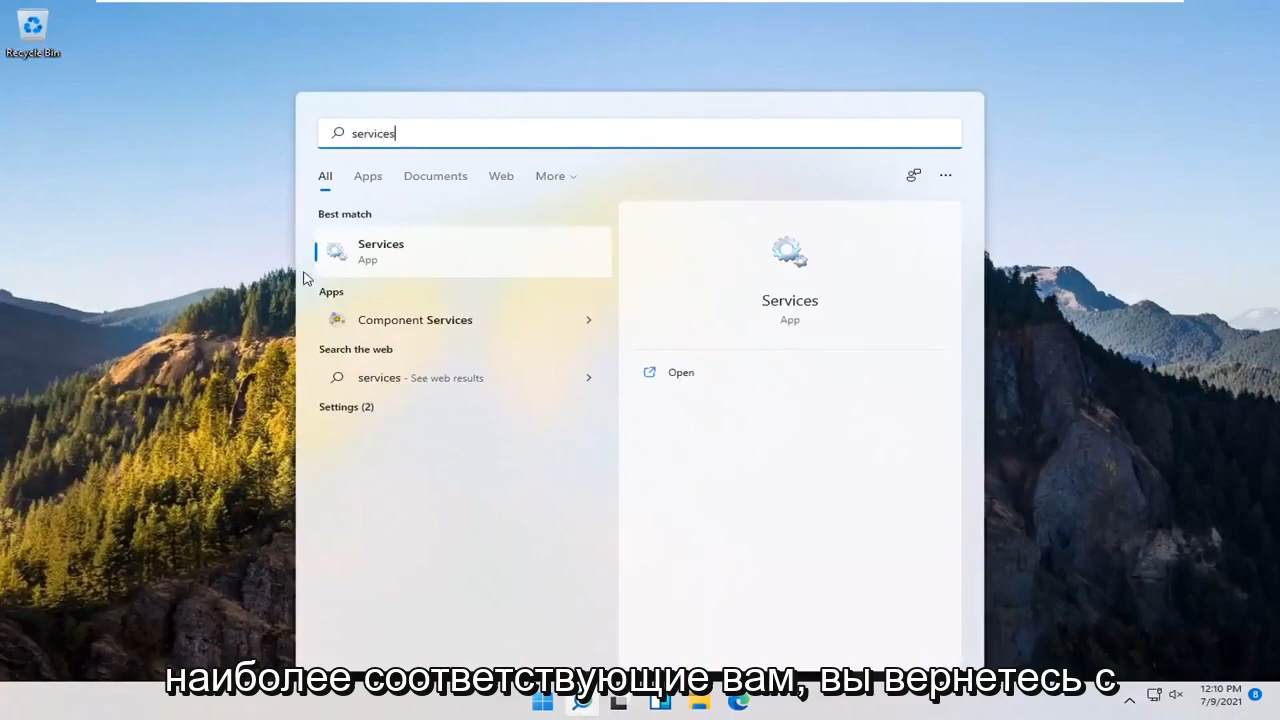 Recycle Bin
services
All Apps Documents Web More
Best match
Services
App
Apps
Component Services
Search the web
services - See web results
Settings (2)
Services
App
Open
наиболее соответствующие вам, вы вернетесь с
12:10 PM
7/9/2021
8